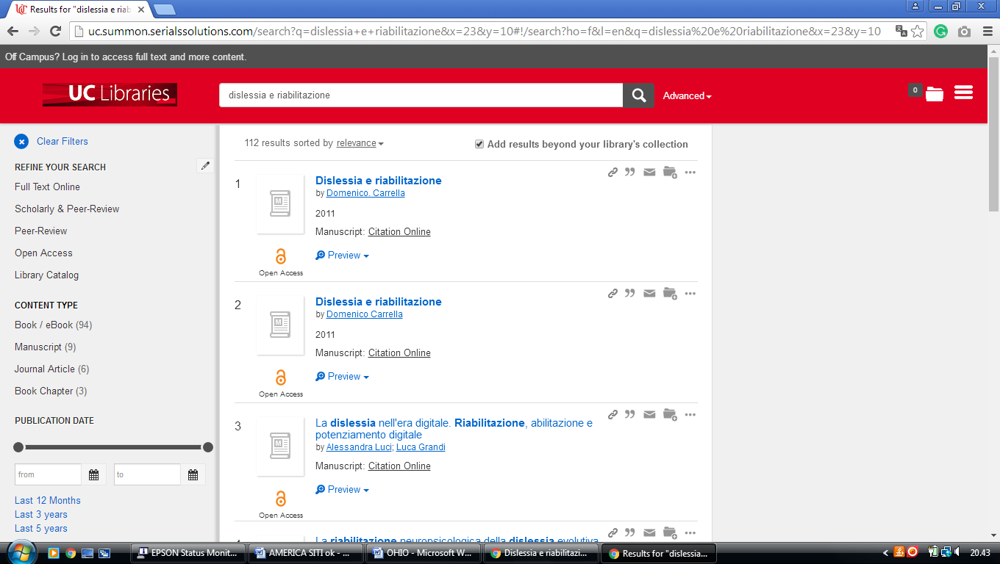 Results for "dislessia e riab
uc.summon.serialssolutions.com/search?q=dislessia+e+riabilitazione&x=23&y=10#!/search?ho=f&l=en&q=dislessia%20e%20riabilitazione&x=23&y=10
Off Campus? Log in to access full text and more content.
UC Libraries
dislessia e riabilitazione
Advanced
0
Clear Filters
REFINE YOUR SEARCH
Full Text Online
Scholarly & Peer-Review
Peer-Review
Open Access
Library Catalog
CONTENT TYPE
Book / eBook (94)
Manuscript (9)
Journal Article (6)
Book Chapter (3)
PUBLICATION DATE
from
to
Last 12 Months
Last 3 years
Last 5 years
112 results sorted by relevance
Add results beyond your library's collection
1
Dislessia e riabilitazione
by Domenico. Carrella
2011
Manuscript: Citation Online
Preview
Open Access
2
Dislessia e riabilitazione
by Domenico Carrella
2011
Manuscript: Citation Online
Preview
Open Access
3
La dislessia nell'era digitale. Riabilitazione, abilitazione e
potenziamento digitale
by Alessandra Luci; Luca Grandi
Manuscript: Citation Online
Preview
Open Access
La riabilitazione neuropsicologica della dislessia evolutiva
EPSON Status Monit...
AMERICA SITI ok - ...
OHIO - Microsoft W...
Dislessia e riabilitazi...
Results for "dislessia...
20.43